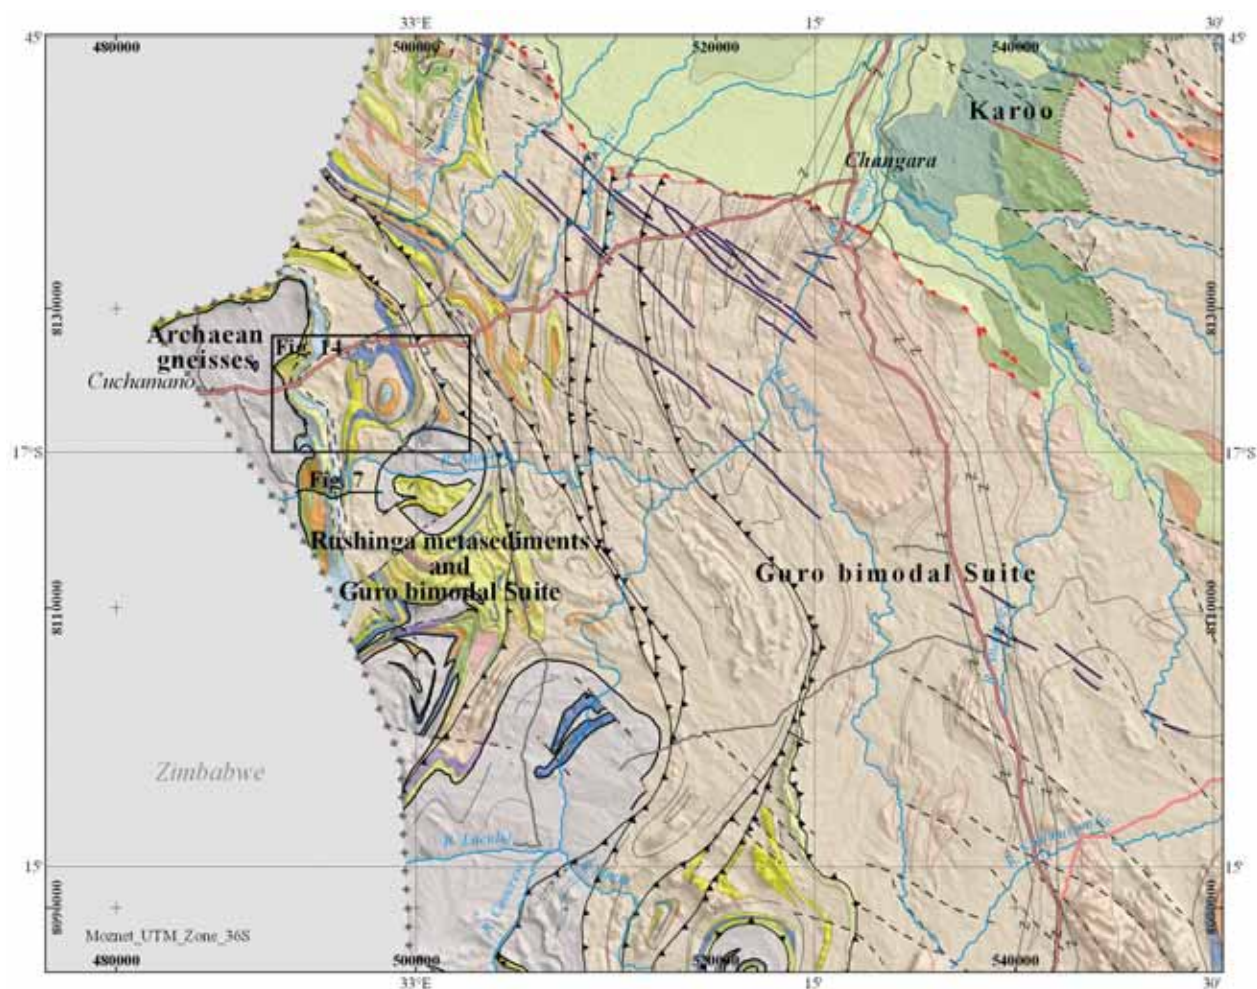 33°E
15'
30'
45'
480000
500000
520000
540000
45'
Karoo
Changara
8130000
8130000
Archaean
gneisses
Fig. 14
Cuchamano
17°S
17°S
Fig. 7
Rushinga metasediments
and
Guro bimodal Suite
Guro bimodal Suite
8110000
8110000
Zimbabwe
15'
15'
8090000
8090000
Moznet_UTM_Zone_36S
480000
500000
520000
540000
33°E
15'
30'